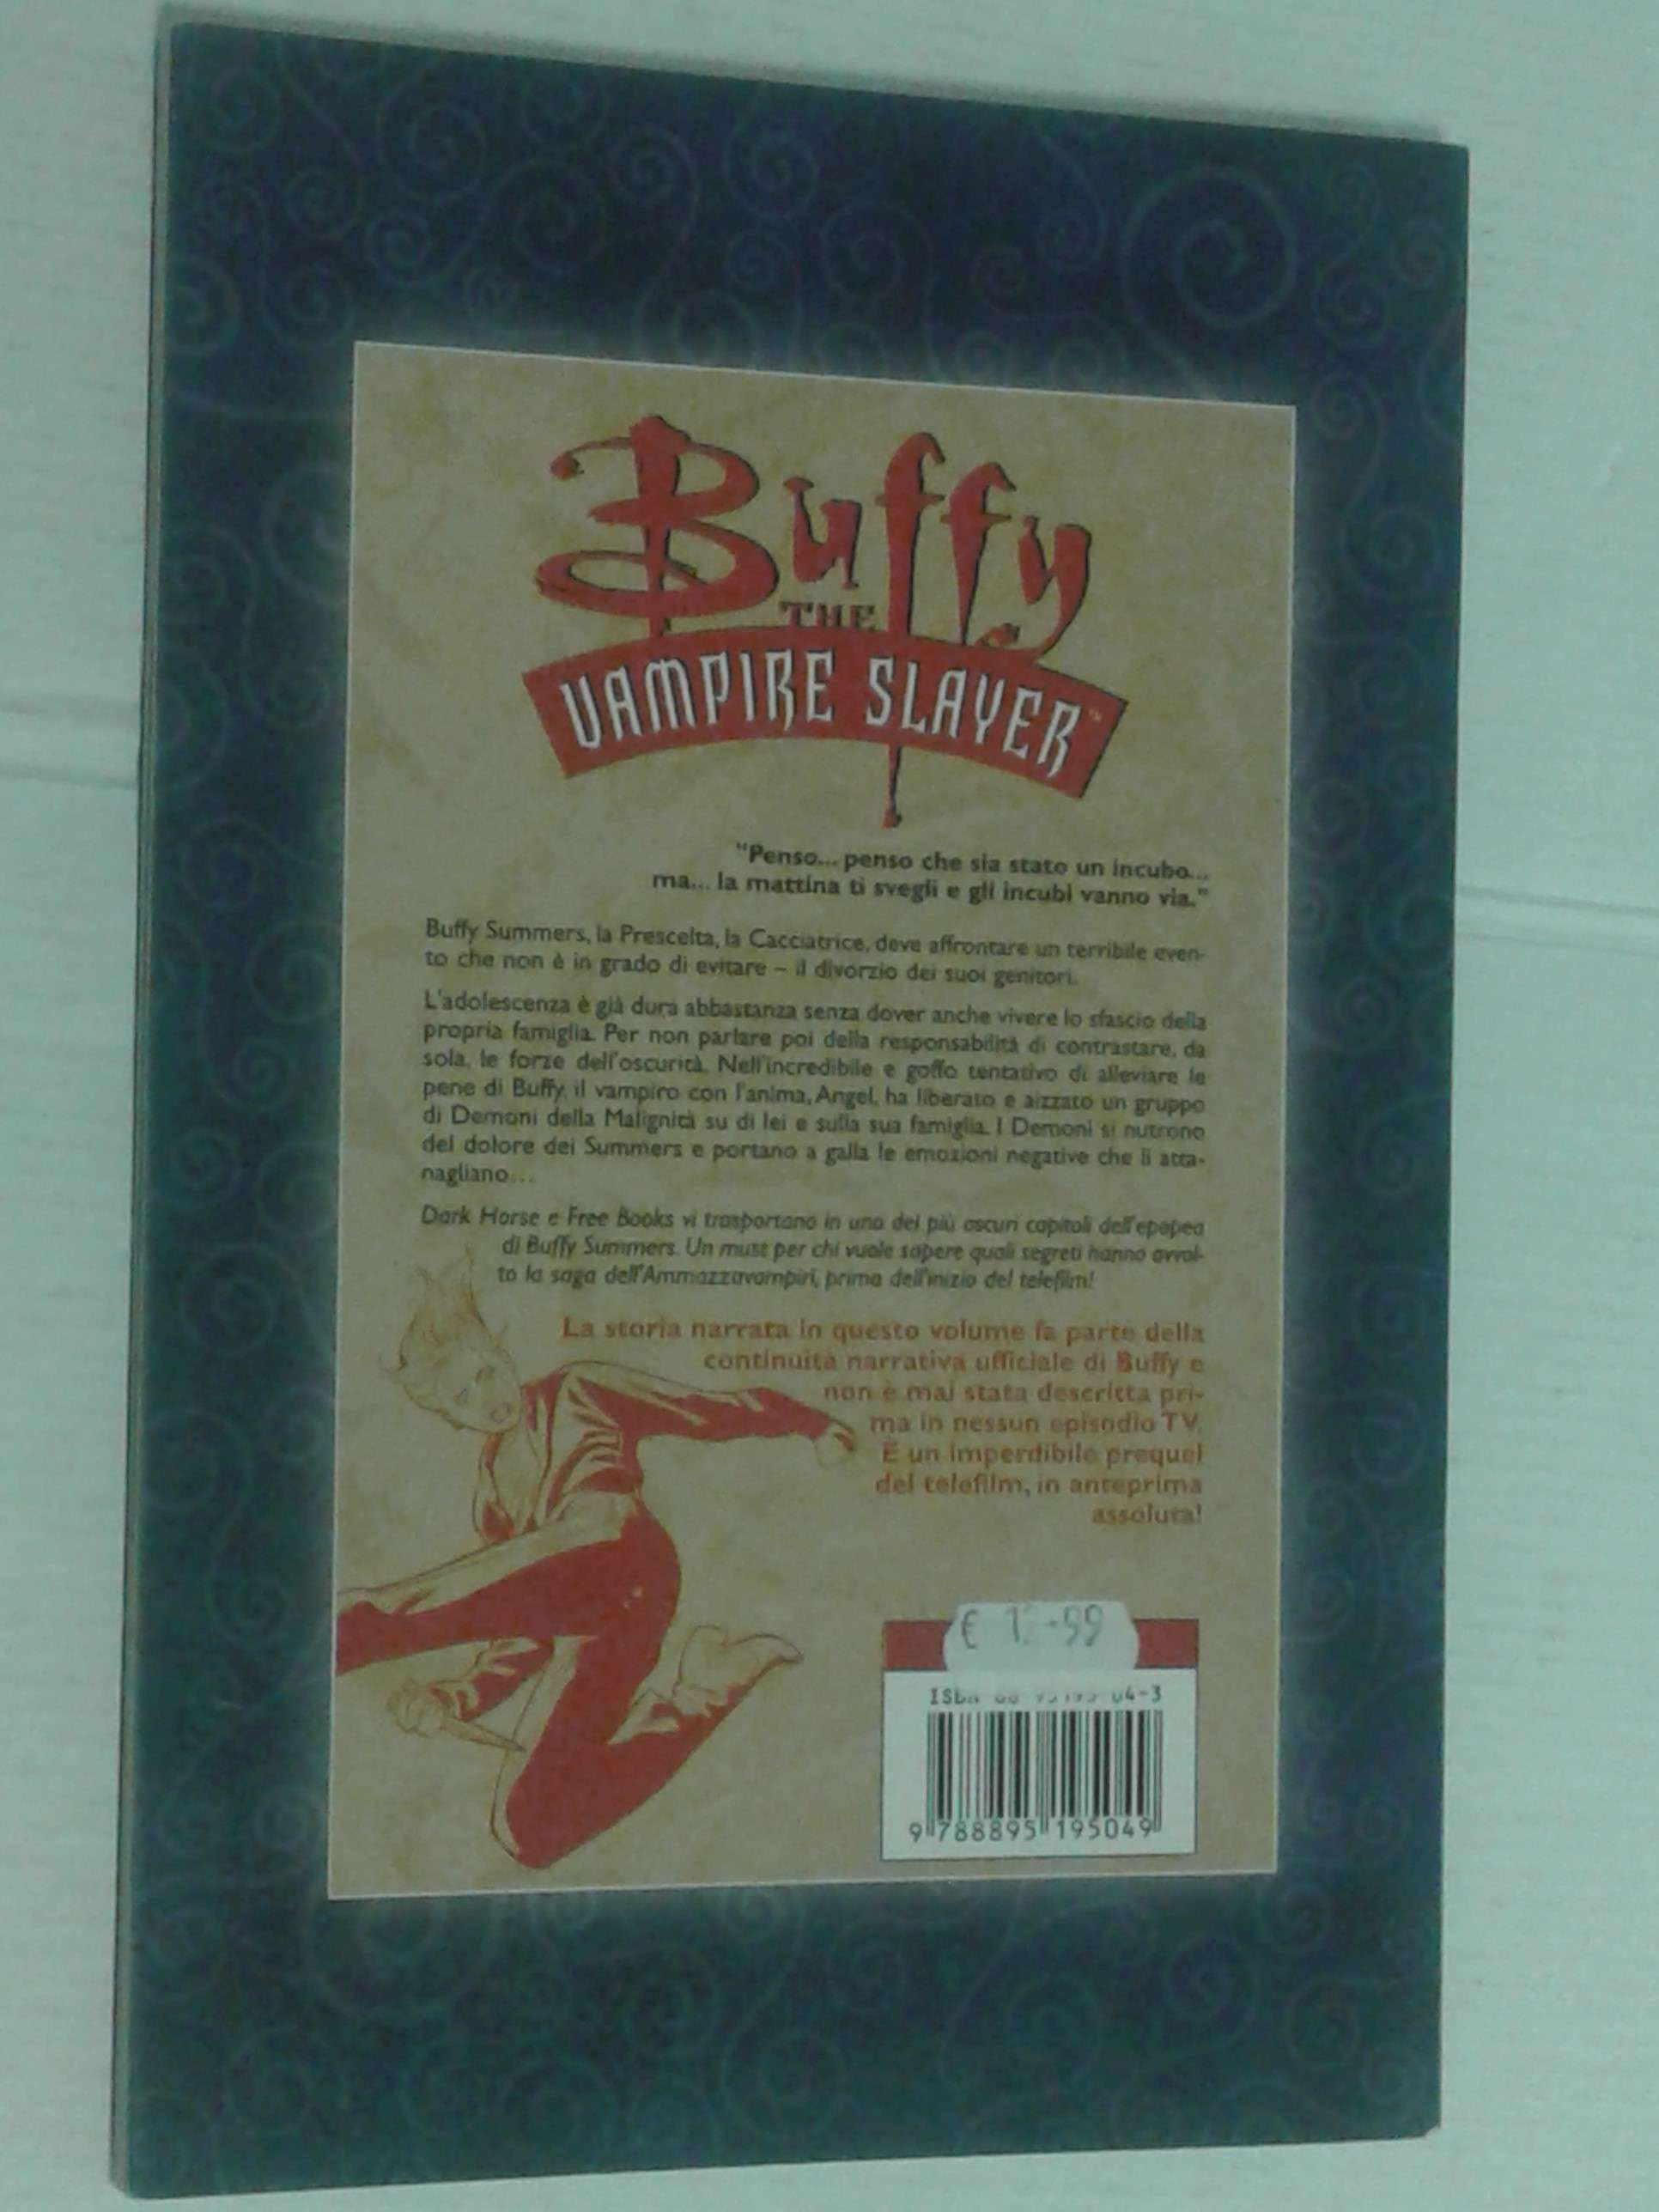 Buffy
THE
VAMPIRE SLAYER™
"Penso... penso che sia stato un incubo...
ma... la mattina ti svegli e gli incubi vanno via."
Buffy Summers, la Prescelta, la Cacciatrice, deve affrontare un terribile even-
to che non è in grado di evitare – il divorzio dei suoi genitori.
L'adolescenza è già dura abbastanza senza dover anche vivere lo sfascio della
propria famiglia. Per non parlare poi della responsabilità di contrastare, da
sola, le forze dell'oscurità. Nell'incredibile e goffo tentativo di alleviare le
pene di Buffy, il vampiro con l'anima, Angel, ha liberato e aizzato un gruppo
di Demoni della Malignità su di lei e sulla sua famiglia. I Demoni si nutrono
del dolore dei Summers e portano a galla le emozioni negative che li atta-
nagliano...
Dark Horse e Free Books vi trasportano in uno dei più oscuri capitoli dell'epopea
di Buffy Summers. Un must per chi vuole sapere quali segreti hanno avvol-
to la saga dell'Ammazzavampiri, prima dell'inizio del telefilm!
La storia narrata in questo volume fa parte della
continuità narrativa ufficiale di Buffy e
non è mai stata descritta pri-
ma in nessun episodio TV.
È un imperdibile prequel
del telefilm, in anteprima
assoluta!
€
ISBN 04-3
9 788895 195049